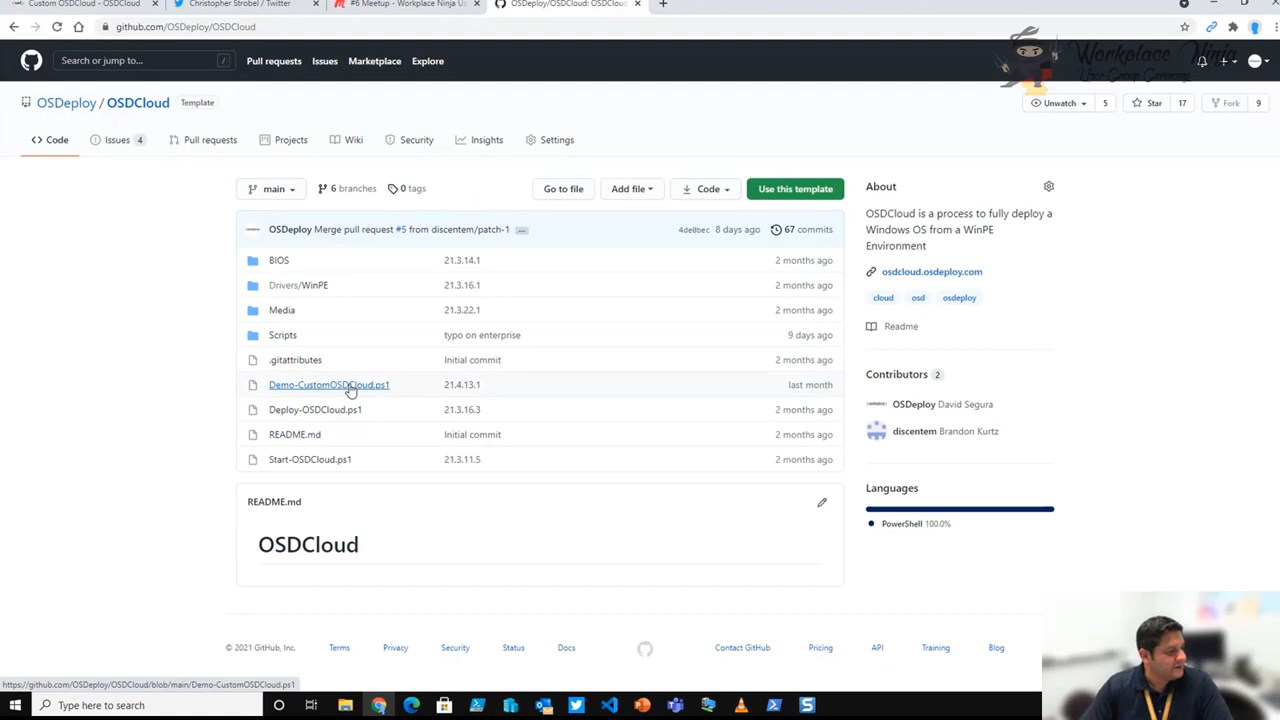 Custom OSDCloud - OSDCloud
Christopher Strobel / Twitter
#6 Meetup - Workplace Ninja Us
OSDeploy/OSDCloud: OSDCloud
github.com/OSDeploy/OSDCloud
Workplace Ninja
User Group Germany
Search or jump to...
/
Pull requests
Issues
Marketplace
Explore
OSDeploy / OSDCloud
Template
Unwatch
5
Star
17
Fork
9
Code
Issues 4
Pull requests
Projects
Wiki
Security
Insights
Settings
main
6 branches
0 tags
Go to file
Add file
Code
Use this template
About
OSDCloud is a process to fully deploy a
Windows OS from a WinPE
Environment
osdcloud.osdeploy.com
cloud
osd
osdeploy
Readme
OSDeploy Merge pull request #5 from discentem/patch-1 ...
4de0bec 8 days ago
67 commits
BIOS 21.3.14.1 2 months ago
Drivers/WinPE 21.3.16.1 2 months ago
Media 21.3.22.1 2 months ago
Scripts typo on enterprise 9 days ago
.gitattributes Initial commit 2 months ago
Demo-CustomOSDCloud.ps1 21.4.13.1 last month
Deploy-OSDCloud.ps1 21.3.16.3 2 months ago
README.md Initial commit 2 months ago
Start-OSDCloud.ps1 21.3.11.5 2 months ago
Contributors 2
OSDeploy David Segura
discentem Brandon Kurtz
Languages
PowerShell 100.0%
README.md
OSDCloud
© 2021 GitHub, Inc.
Terms
Privacy
Security
Status
Docs
Contact GitHub
Pricing
API
Training
Blog
https://github.com/OSDeploy/OSDCloud/blob/main/Demo-CustomOSDCloud.ps1
Type here to search